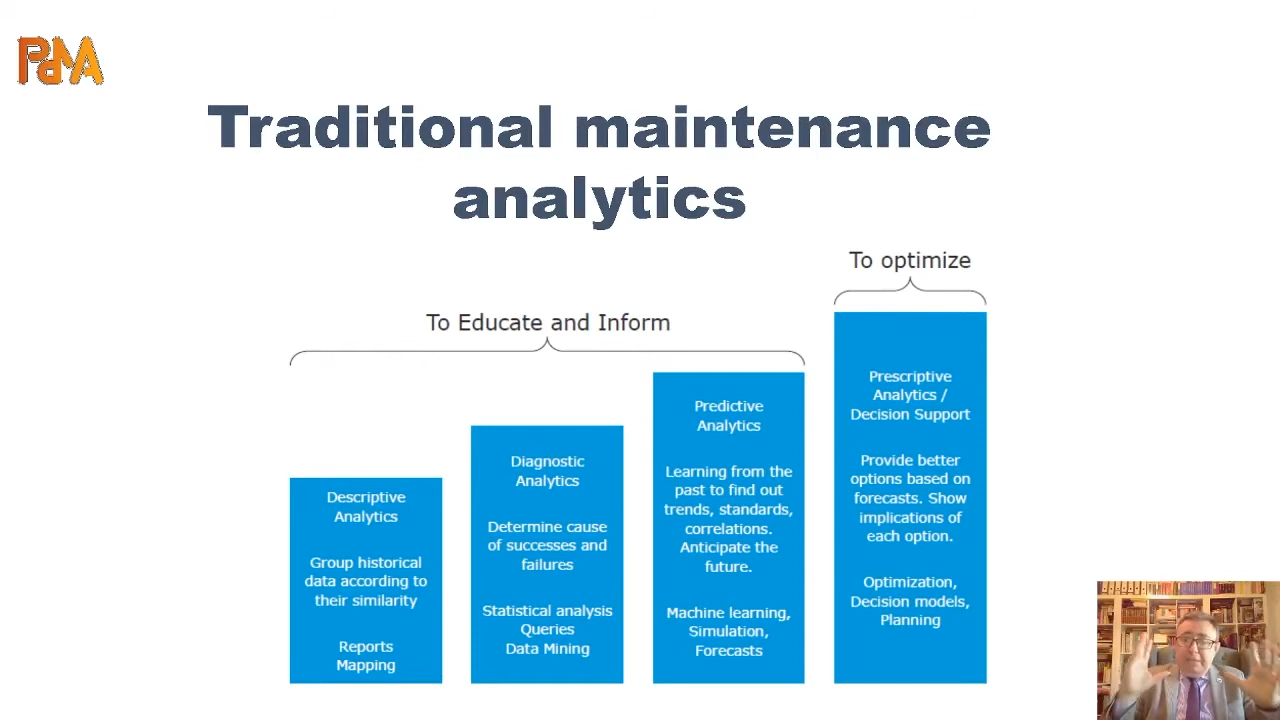 PdMA
Traditional maintenance
analytics
To optimize
To Educate and Inform
Descriptive
Analytics
Group historical
data according to
their similarity
Reports
Mapping
Diagnostic
Analytics
Determine cause
of successes and
failures
Statistical analysis
Queries
Data Mining
Predictive
Analytics
Learning from the
past to find out
trends, standards,
correlations.
Anticipate the
future.
Machine learning,
Simulation,
Forecasts
Prescriptive
Analytics /
Decision Support
Provide better
options based on
forecasts. Show
implications of
each option.
Optimization,
Decision models,
Planning